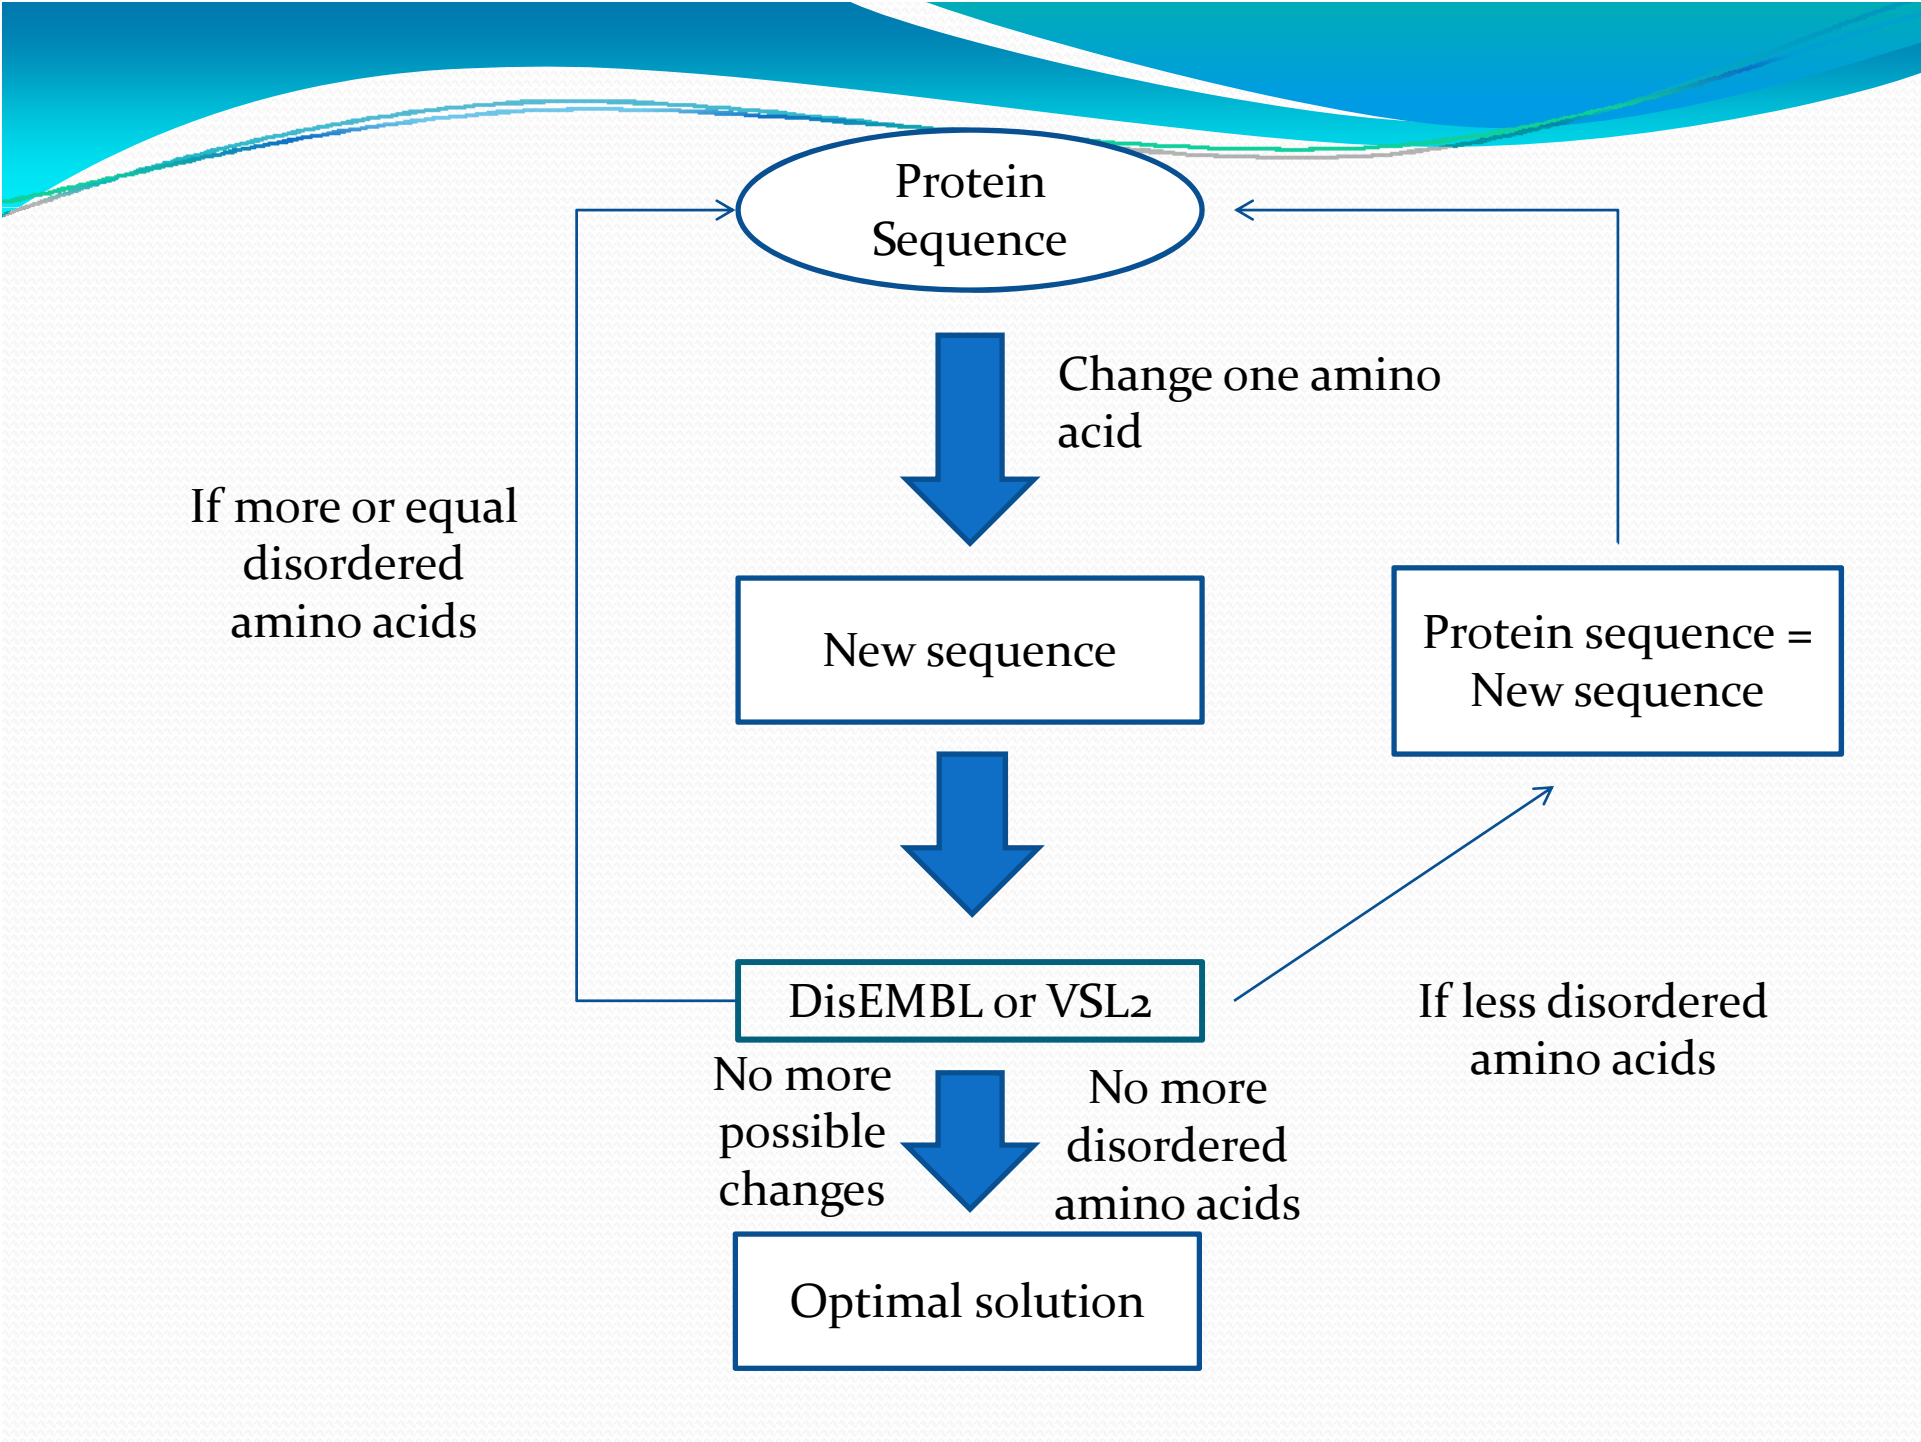 Protein
Sequence
Change one amino
acid
If more or equal
disordered
amino acids
New sequence
Protein sequence =
New sequence
DisEMBL or VSL2
If less disordered
amino acids
No more
possible
changes
No more
disordered
amino acids
Optimal solution